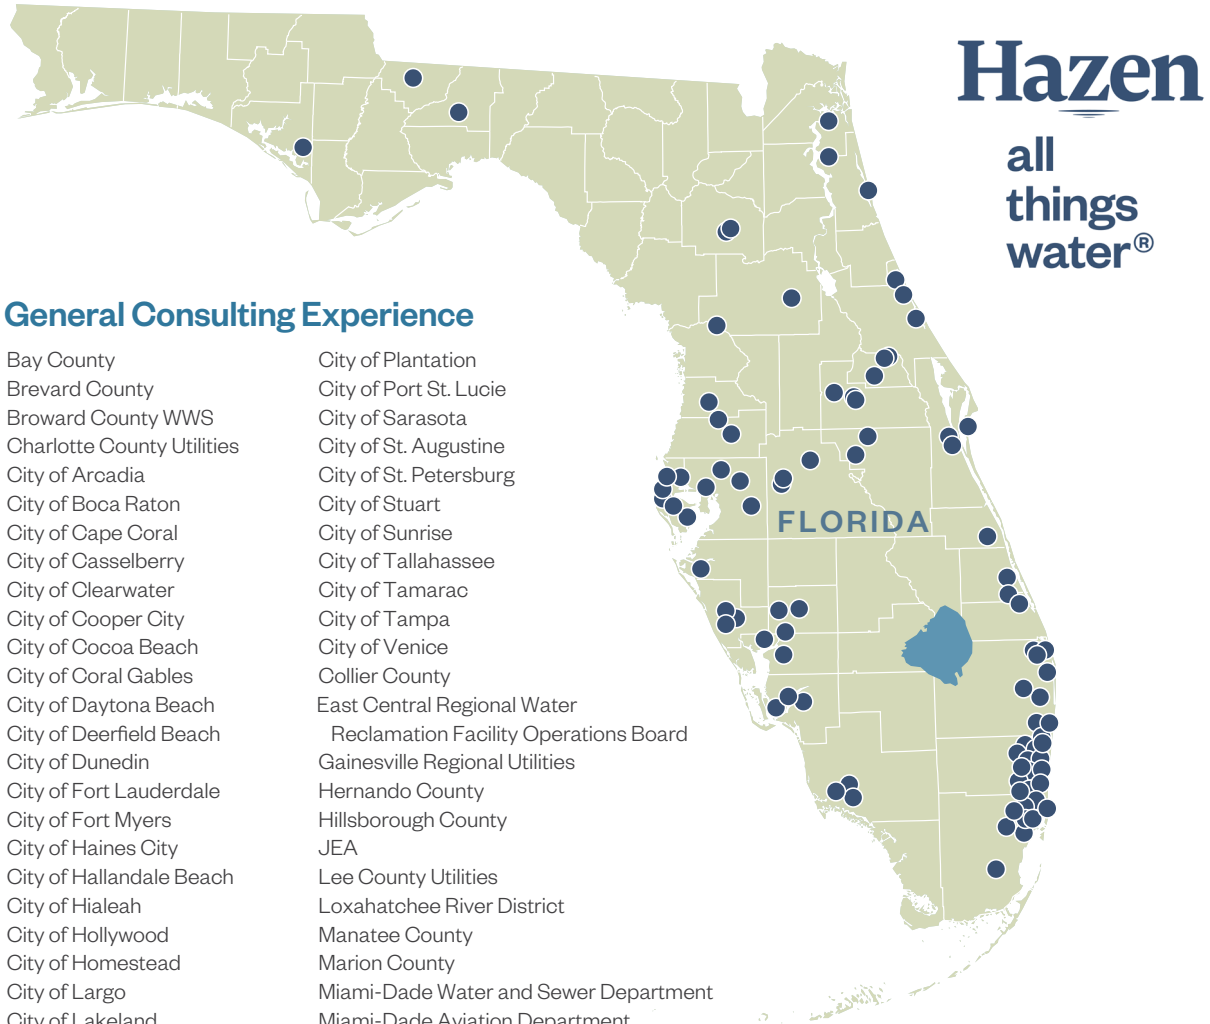 Hazen
all
things
water®
General Consulting Experience
Bay County
Brevard County
Broward County WWS
Charlotte County Utilities
City of Arcadia
City of Boca Raton
City of Cape Coral
City of Casselberry
City of Clearwater
City of Cooper City
City of Cocoa Beach
City of Coral Gables
City of Daytona Beach
City of Deerfield Beach
City of Dunedin
City of Fort Lauderdale
City of Fort Myers
City of Haines City
City of Hallandale Beach
City of Hialeah
City of Hollywood
City of Homestead
City of Largo
City of Lakeland
City of Plantation
City of Port St. Lucie
City of Sarasota
City of St. Augustine
City of St. Petersburg
City of Stuart
City of Sunrise
City of Tallahassee
City of Tamarac
City of Tampa
City of Venice
Collier County
East Central Regional Water
Reclamation Facility Operations Board
Gainesville Regional Utilities
Hernando County
Hillsborough County
JEA
Lee County Utilities
Loxahatchee River District
Manatee County
Marion County
Miami-Dade Water and Sewer Department
Miami-Dade Aviation Department
FLORIDA